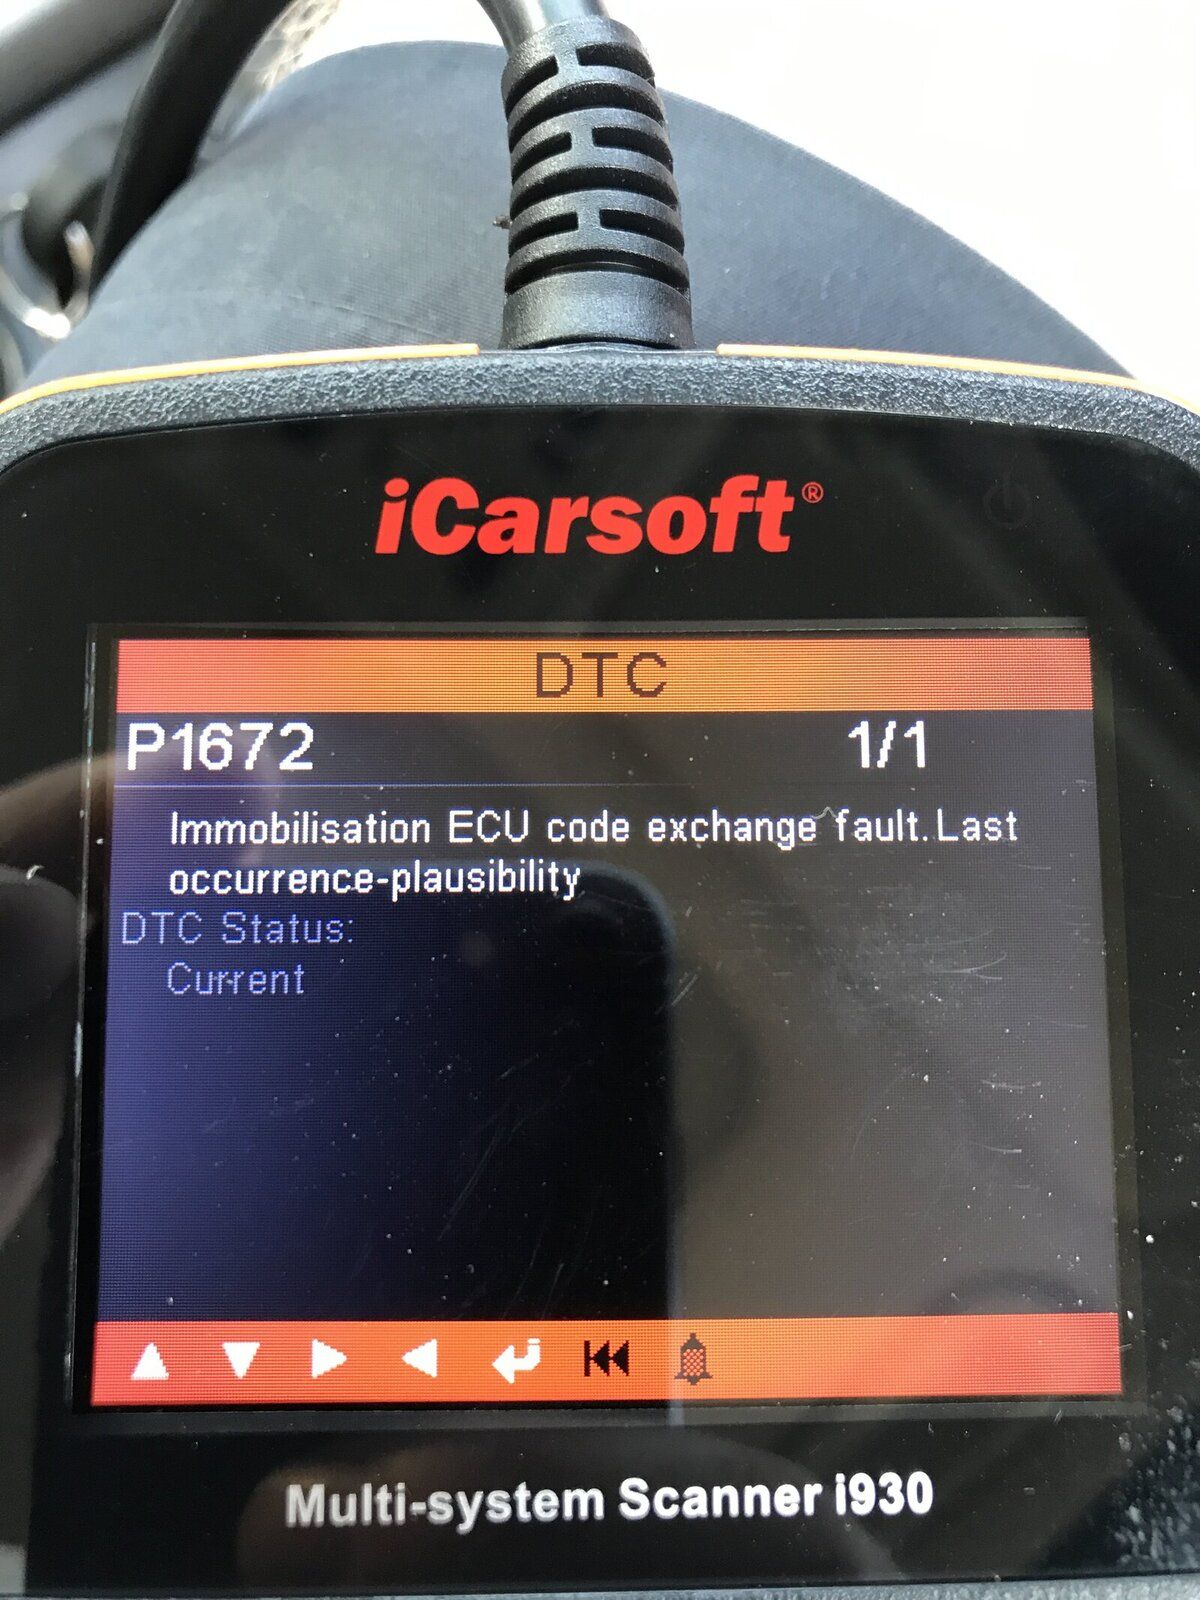 iCarsoft®
DTC
P1672 1/1
Immobilisation ECU code exchange fault.Last
occurrence-plausibility
DTC Status:
Current
Multi-system Scanner i930